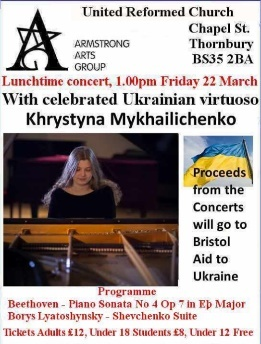 United Reformed Church
Chapel St.
Thornbury
BS35 2BA
ARMSTRONG
ARTS
GROUP
Lunchtime concert, 1.00pm Friday 22 March
With celebrated Ukrainian virtuoso
Khrystyna Mykhailichenko
Proceeds
from the
Concerts
will go to
Bristol
Aid to
Ukraine
Programme
Beethoven - Piano Sonata No 4 Op 7 in E♭ Major
Borys Lyatoshynsky - Shevchenko Suite
Tickets Adults £12, Under 18 Students £8, Under 12 Free